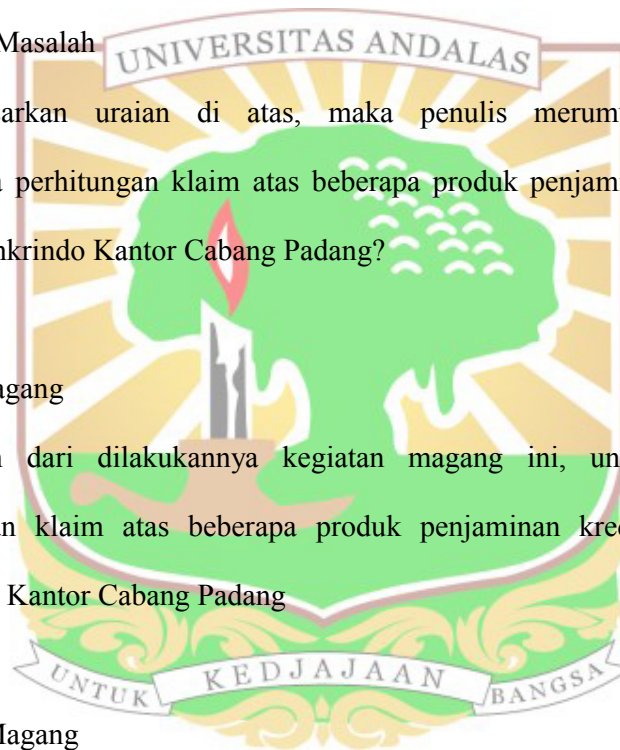 Masalah
UNIVERSITAS ANDALAS
arkan uraian di atas, maka penulis merum
a perhitungan klaim atas beberapa produk penjam
nkrindo Kantor Cabang Padang?
agang
dari dilakukannya kegiatan magang ini, un
an klaim atas beberapa produk penjaminan kre
Kantor Cabang Padang
UNTUK KEDJAJAAN BANGSA
Magang